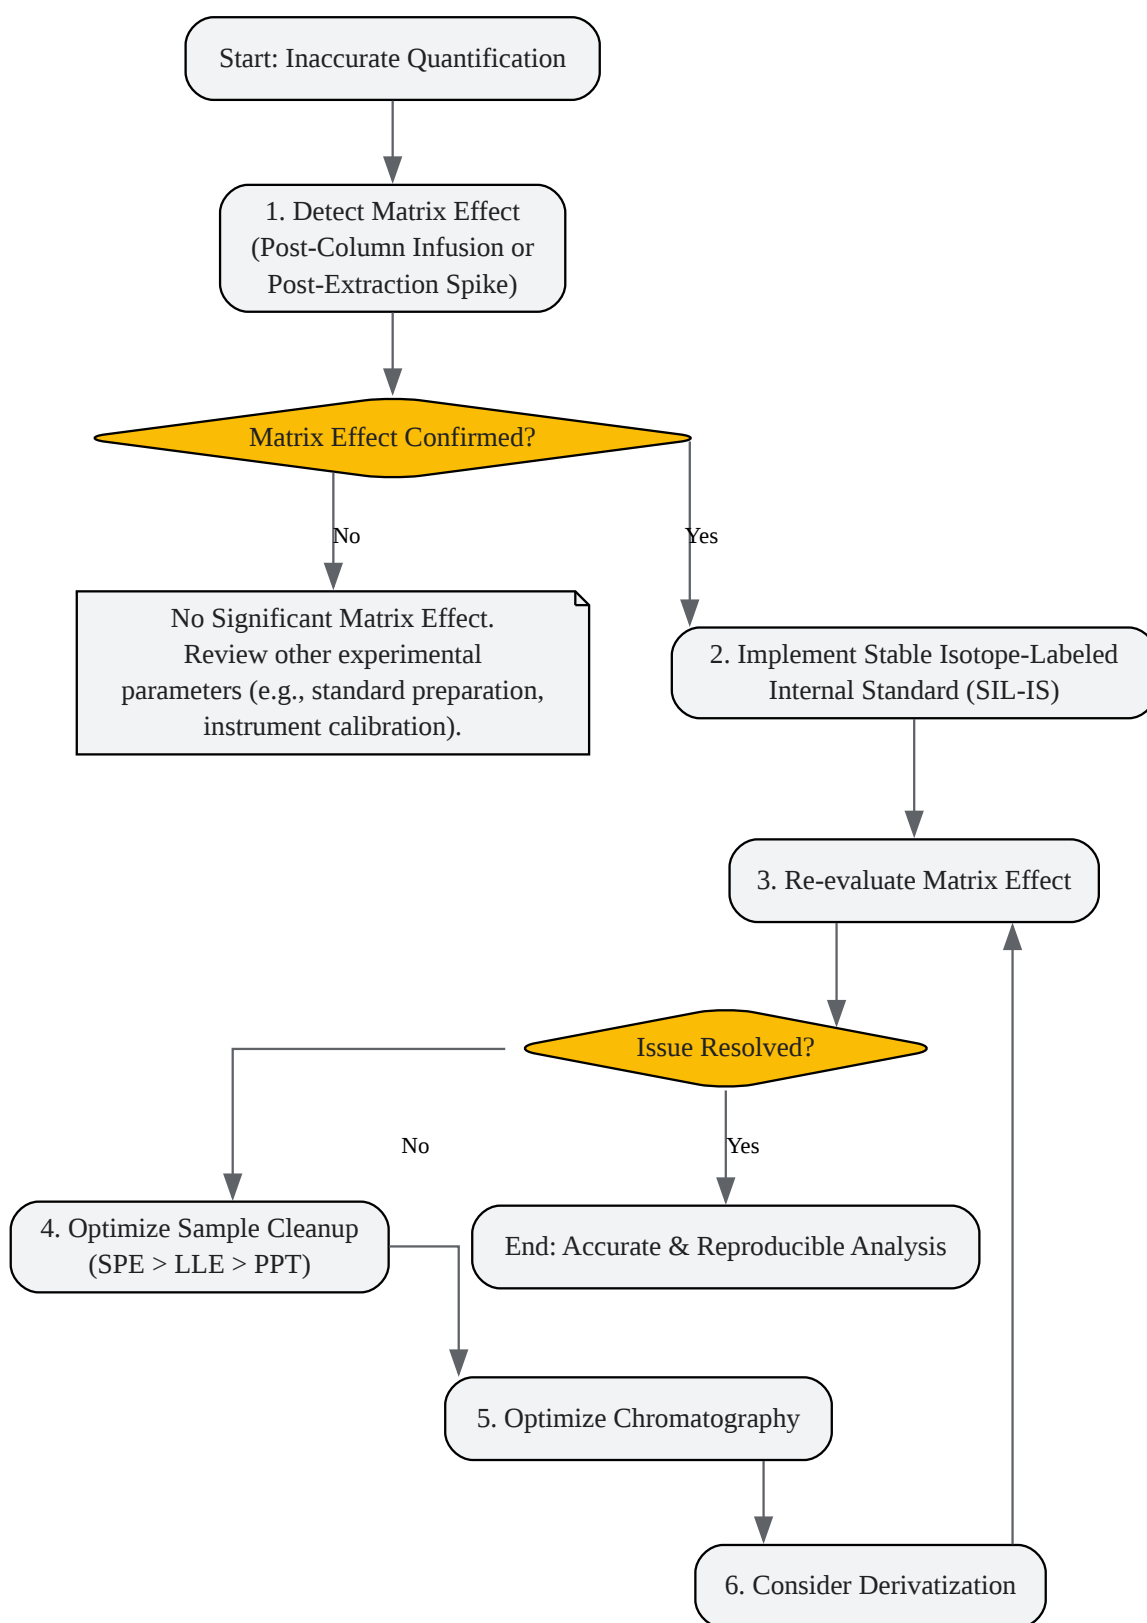 Start: Inaccurate Quantification
1. Detect Matrix Effect
(Post-Column Infusion or
Post-Extraction Spike)
Matrix Effect Confirmed?
No
Yes
No Significant Matrix Effect.
Review other experimental
parameters (e.g., standard preparation,
instrument calibration).
2. Implement Stable Isotope-Labeled
Internal Standard (SIL-IS)
3. Re-evaluate Matrix Effect
Issue Resolved?
No
Yes
4. Optimize Sample Cleanup
(SPE > LLE > PPT)
End: Accurate & Reproducible Analysis
5. Optimize Chromatography
6. Consider Derivatization